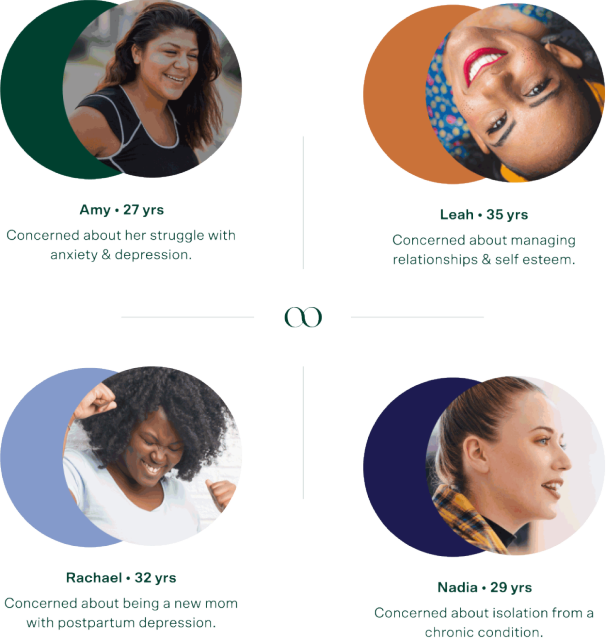 Amy • 27 yrs
Concerned about her struggle with
anxiety & depression.
Leah • 35 yrs
Concerned about managing
relationships & self esteem.
Rachael • 32 yrs
Concerned about being a new mom
with postpartum depression.
Nadia • 29 yrs
Concerned about isolation from a
chronic condition.